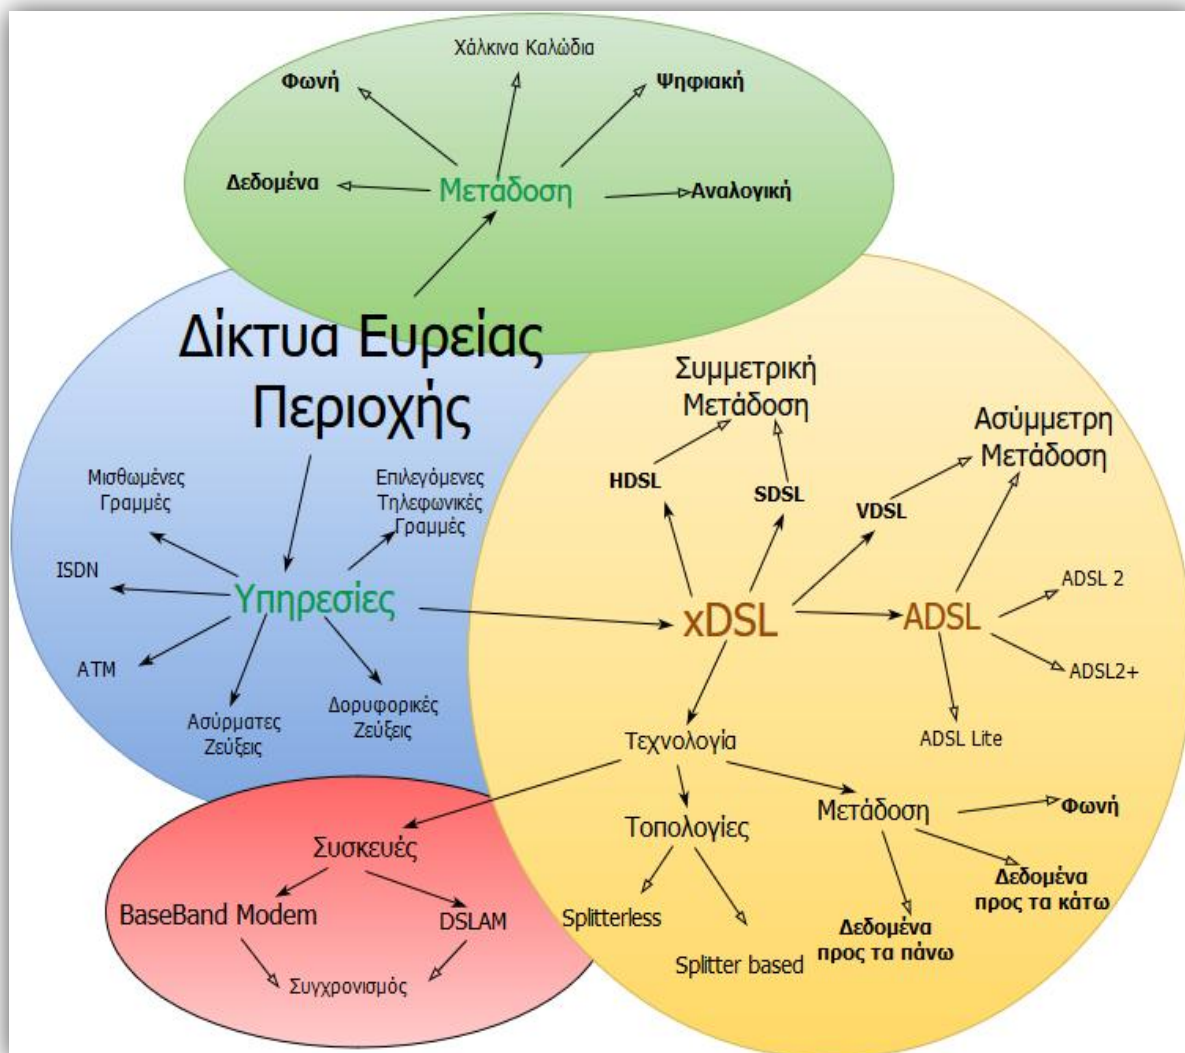 Χάλκινα Καλώδια
Φωνή
Ψηφιακή
Δεδομένα
Μετάδοση
Αναλογική
Δίκτυα Ευρείας
Περιοχής
Μισθωμένες
Γραμμές
Επιλεγόμενες
Τηλεφωνικές
Γραμμές
ISDN
Υπηρεσίες
ATM
Ασύρματες
Ζεύξεις
Δορυφορικές
Ζεύξεις
Συμμετρική
Μετάδοση
Ασύμμετρη
Μετάδοση
HDSL
SDSL
VDSL
xDSL
ADSL
ADSL 2
ADSL2+
ADSL Lite
Τεχνολογία
Τοπολογίες
Μετάδοση
Φωνή
Δεδομένα
προς τα κάτω
Δεδομένα
προς τα πάνω
Splitterless
Splitter based
Συσκευές
BaseBand Modem
DSLAM
Συγχρονισμός